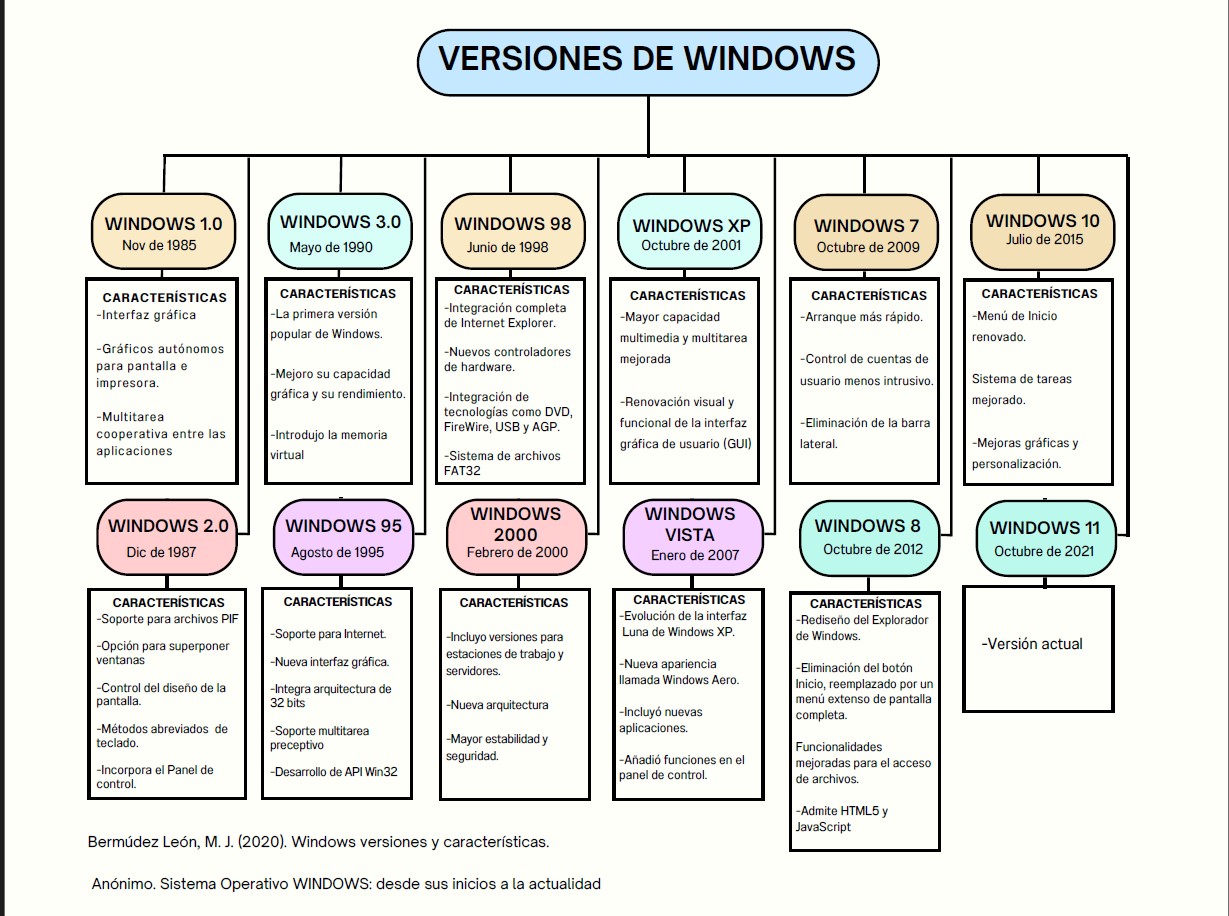 VERSIONES DE WINDOWS
WINDOWS 1.0
Nov de 1985
CARACTERÍSTICAS
-Interfaz gráfica
-Gráficos autónomos
para pantalla e
impresora.
-Multitarea
cooperativa entre las
aplicaciones
WINDOWS 3.0
Mayo de 1990
CARACTERÍSTICAS
-La primera versión
popular de Windows.
-Mejoro su capacidad
gráfica y su rendimiento.
-Introdujo la memoria
virtual
WINDOWS 98
Junio de 1998
CARACTERÍSTICAS
-Integración completa
de Internet Explorer.
-Nuevos controladores
de hardware.
-Integración de
tecnologías como DVD,
FireWire, USB y AGP.
-Sistema de archivos
FAT32
WINDOWS XP
Octubre de 2001
CARACTERÍSTICAS
-Mayor capacidad
multimedia y multitarea
mejorada
-Renovación visual y
funcional de la interfaz
gráfica de usuario (GUI)
WINDOWS 7
Octubre de 2009
CARACTERÍSTICAS
-Arranque más rápido.
-Control de cuentas de
usuario menos intrusivo.
-Eliminación de la barra
lateral.
WINDOWS 10
Julio de 2015
CARACTERÍSTICAS
-Menú de Inicio
renovado.
Sistema de tareas
mejorado.
-Mejoras gráficas y
personalización.
WINDOWS 2.0
Dic de 1987
CARACTERÍSTICAS
-Soporte para archivos PIF
-Opción para superponer
ventanas
-Control del diseño de la
pantalla.
-Métodos abreviados de
teclado.
-Incorpora el Panel de
control.
WINDOWS 95
Agosto de 1995
CARACTERÍSTICAS
-Soporte para Internet.
-Nueva interfaz gráfica.
-Integra arquitectura de
32 bits
-Soporte multitarea
preceptivo
-Desarrollo de API Win32
WINDOWS
2000
Febrero de 2000
CARACTERÍSTICAS
-Incluyo versiones para
estaciones de trabajo y
servidores.
-Nueva arquitectura
-Mayor estabilidad y
seguridad.
WINDOWS
VISTA
Enero de 2007
CARACTERÍSTICAS
-Evolución de la interfaz
Luna de Windows XP.
-Nueva apariencia
llamada Windows Aero.
-Incluyó nuevas
aplicaciones.
-Añadió funciones en el
panel de control.
WINDOWS 8
Octubre de 2012
CARACTERÍSTICAS
-Rediseño del Explorador
de Windows.
-Eliminación del botón
Inicio, reemplazado por un
menú extenso de pantalla
completa.
Funcionalidades
mejoradas para el acceso
de archivos.
-Admite HTML5 y
JavaScript
WINDOWS 11
Octubre de 2021
-Versión actual
Bermúdez León, M. J. (2020). Windows versiones y características.
Anónimo. Sistema Operativo WINDOWS: desde sus inicios a la actualidad